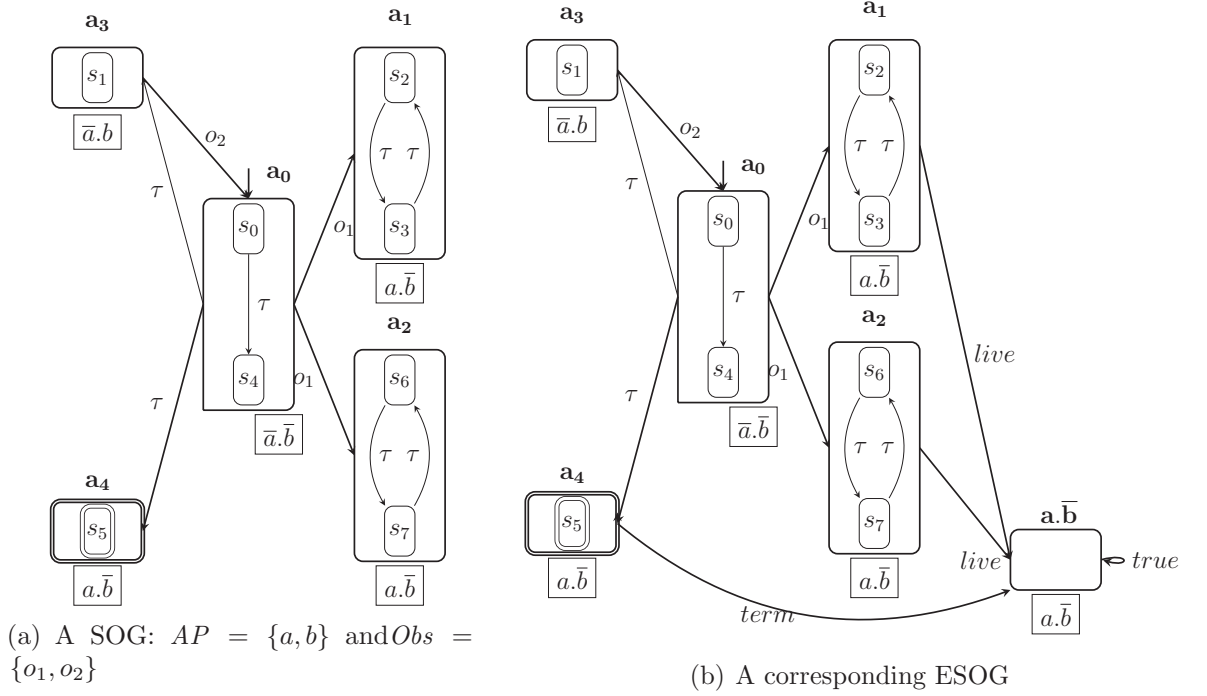 a3
s1
a̅.b
o2
τ
a0
s0
τ
s4
a̅.b̅
a1
s2
τ τ
s3
a.b̅
o1
a2
s6
τ τ
s7
a.b̅
o1
τ
a4
s5
a.b̅
(a) A SOG: AP = {a, b} andObs =
{o1, o2}
a3
s1
a̅.b
o2
τ
a0
s0
τ
s4
a̅.b̅
a1
s2
τ τ
s3
a.b̅
o1
a2
s6
τ τ
s7
a.b̅
o1
τ
a4
s5
a.b̅
live
live
term
a.b̅
true
a.b̅
(b) A corresponding ESOG